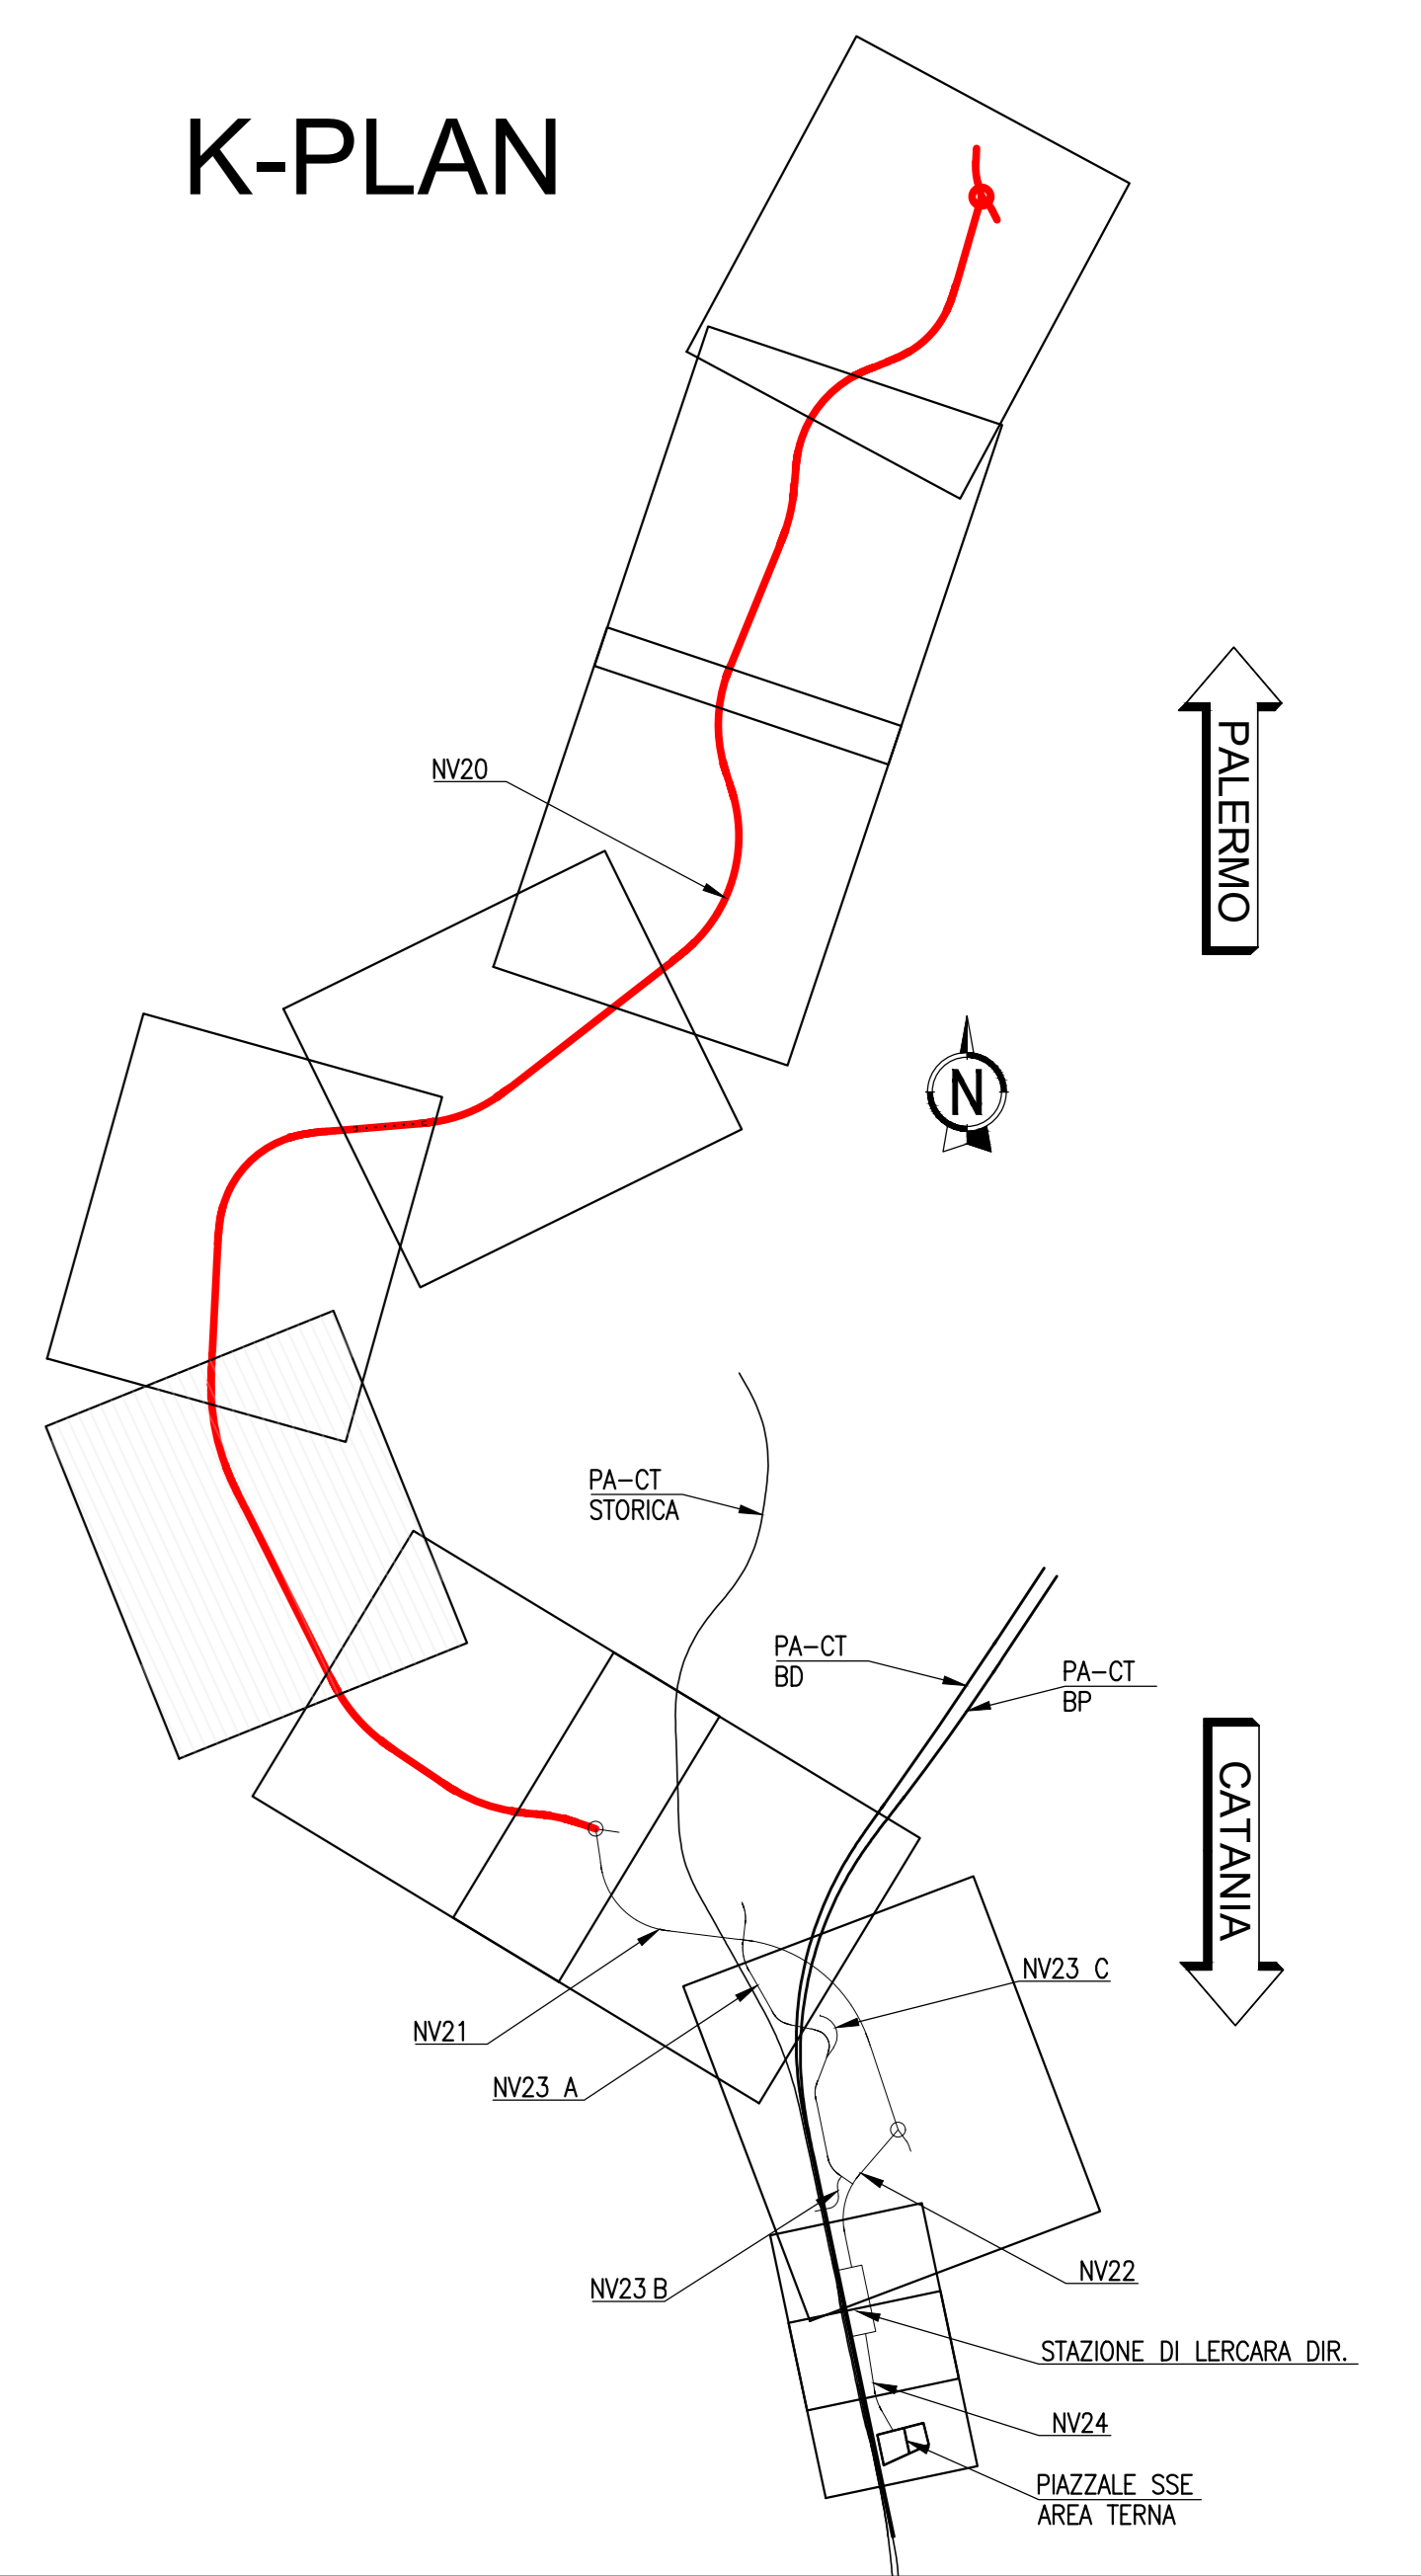 K-PLAN
PALERMO
NV20
N
PA-CT
STORICA
PA-CT
BD
PA-CT
BP
CATANIA
NV23 C
NV21
NV23 A
NV22
NV23 B
STAZIONE DI LERCARA DIR.
NV24
PIAZZALE SSE
AREA TERNA